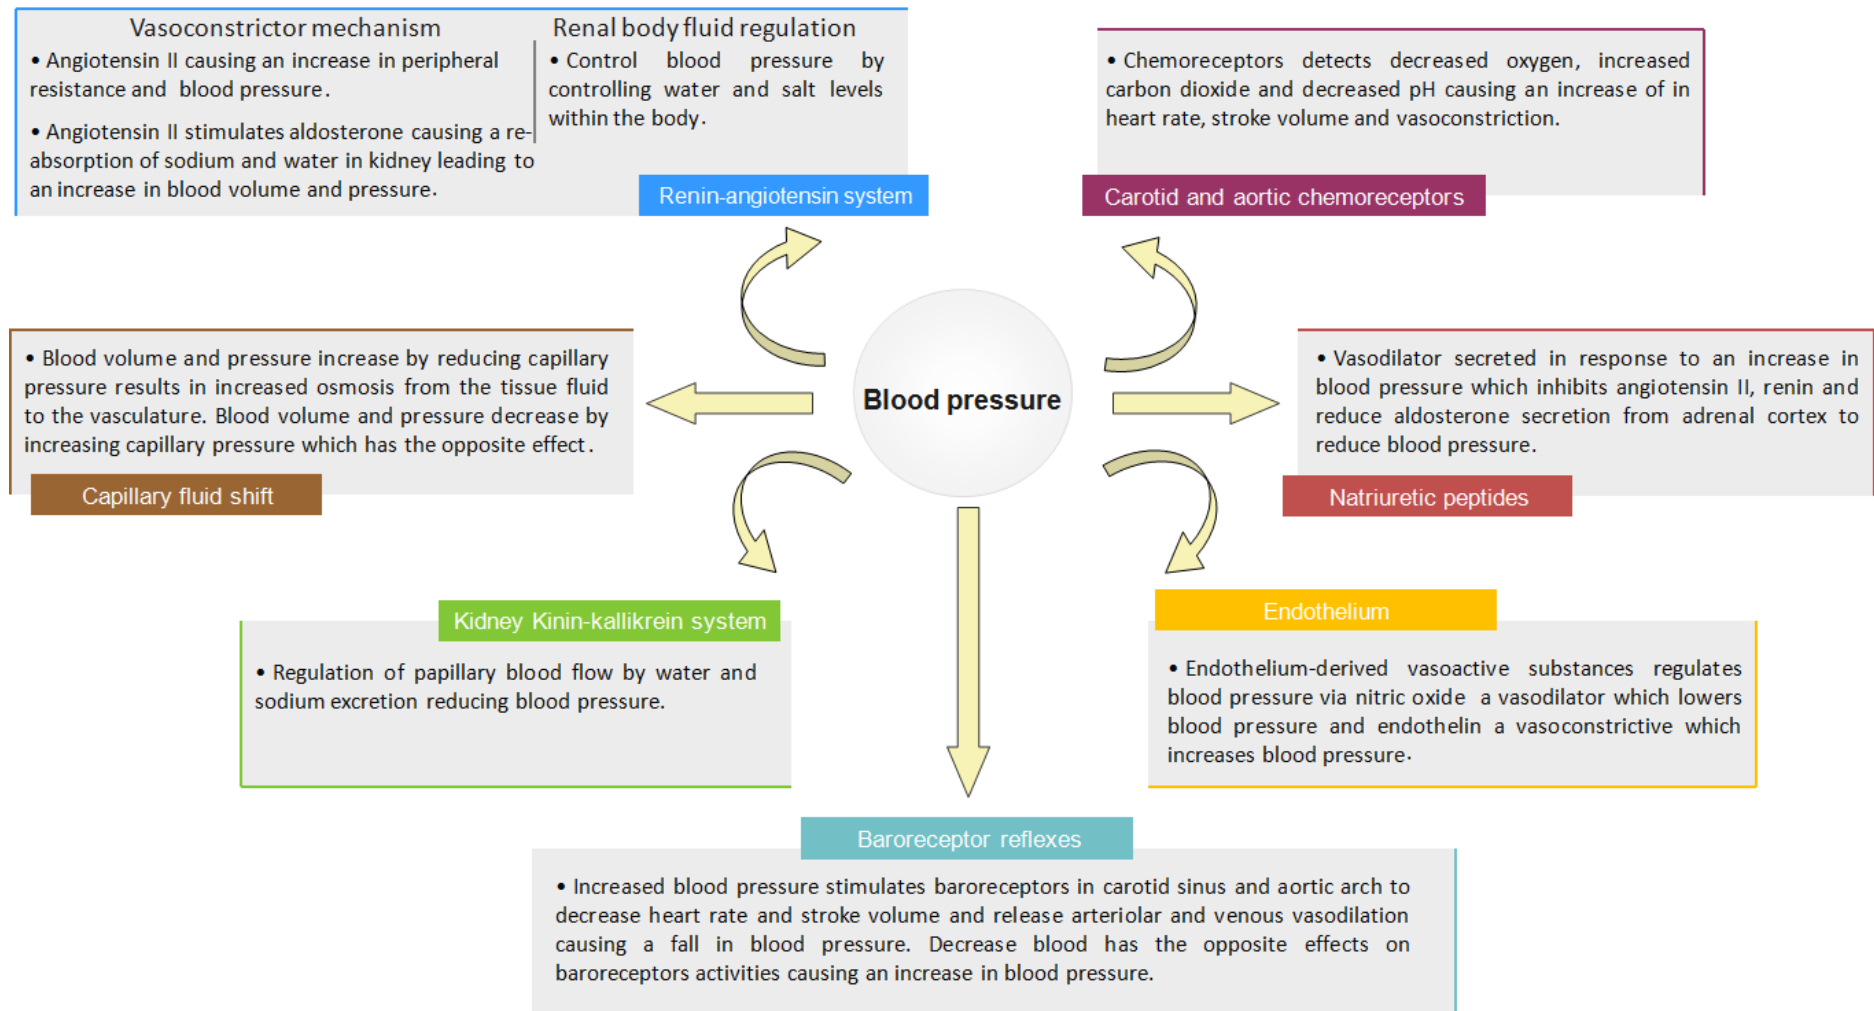 Vasoconstrictor mechanism
• Angiotensin II causing an increase in peripheral
resistance and blood pressure.
• Angiotensin II stimulates aldosterone causing a re-
absorption of sodium and water in kidney leading to
an increase in blood volume and pressure.
Renal body fluid regulation
• Control blood pressure by
controlling water and salt levels
within the body.
Renin-angiotensin system
• Chemoreceptors detects decreased oxygen, increased
carbon dioxide and decreased pH causing an increase of in
heart rate, stroke volume and vasoconstriction.
Carotid and aortic chemoreceptors
• Blood volume and pressure increase by reducing capillary
pressure results in increased osmosis from the tissue fluid
to the vasculature. Blood volume and pressure decrease by
increasing capillary pressure which has the opposite effect.
Capillary fluid shift
Blood pressure
• Vasodilator secreted in response to an increase in
blood pressure which inhibits angiotensin II, renin and
reduce aldosterone secretion from adrenal cortex to
reduce blood pressure.
Natriuretic peptides
Kidney Kinin-kallikrein system
• Regulation of papillary blood flow by water and
sodium excretion reducing blood pressure.
Endothelium
• Endothelium-derived vasoactive substances regulates
blood pressure via nitric oxide a vasodilator which lowers
blood pressure and endothelin a vasoconstrictive which
increases blood pressure.
Baroreceptor reflexes
• Increased blood pressure stimulates baroreceptors in carotid sinus and aortic arch to
decrease heart rate and stroke volume and release arteriolar and venous vasodilation
causing a fall in blood pressure. Decrease blood has the opposite effects on
baroreceptors activities causing an increase in blood pressure.